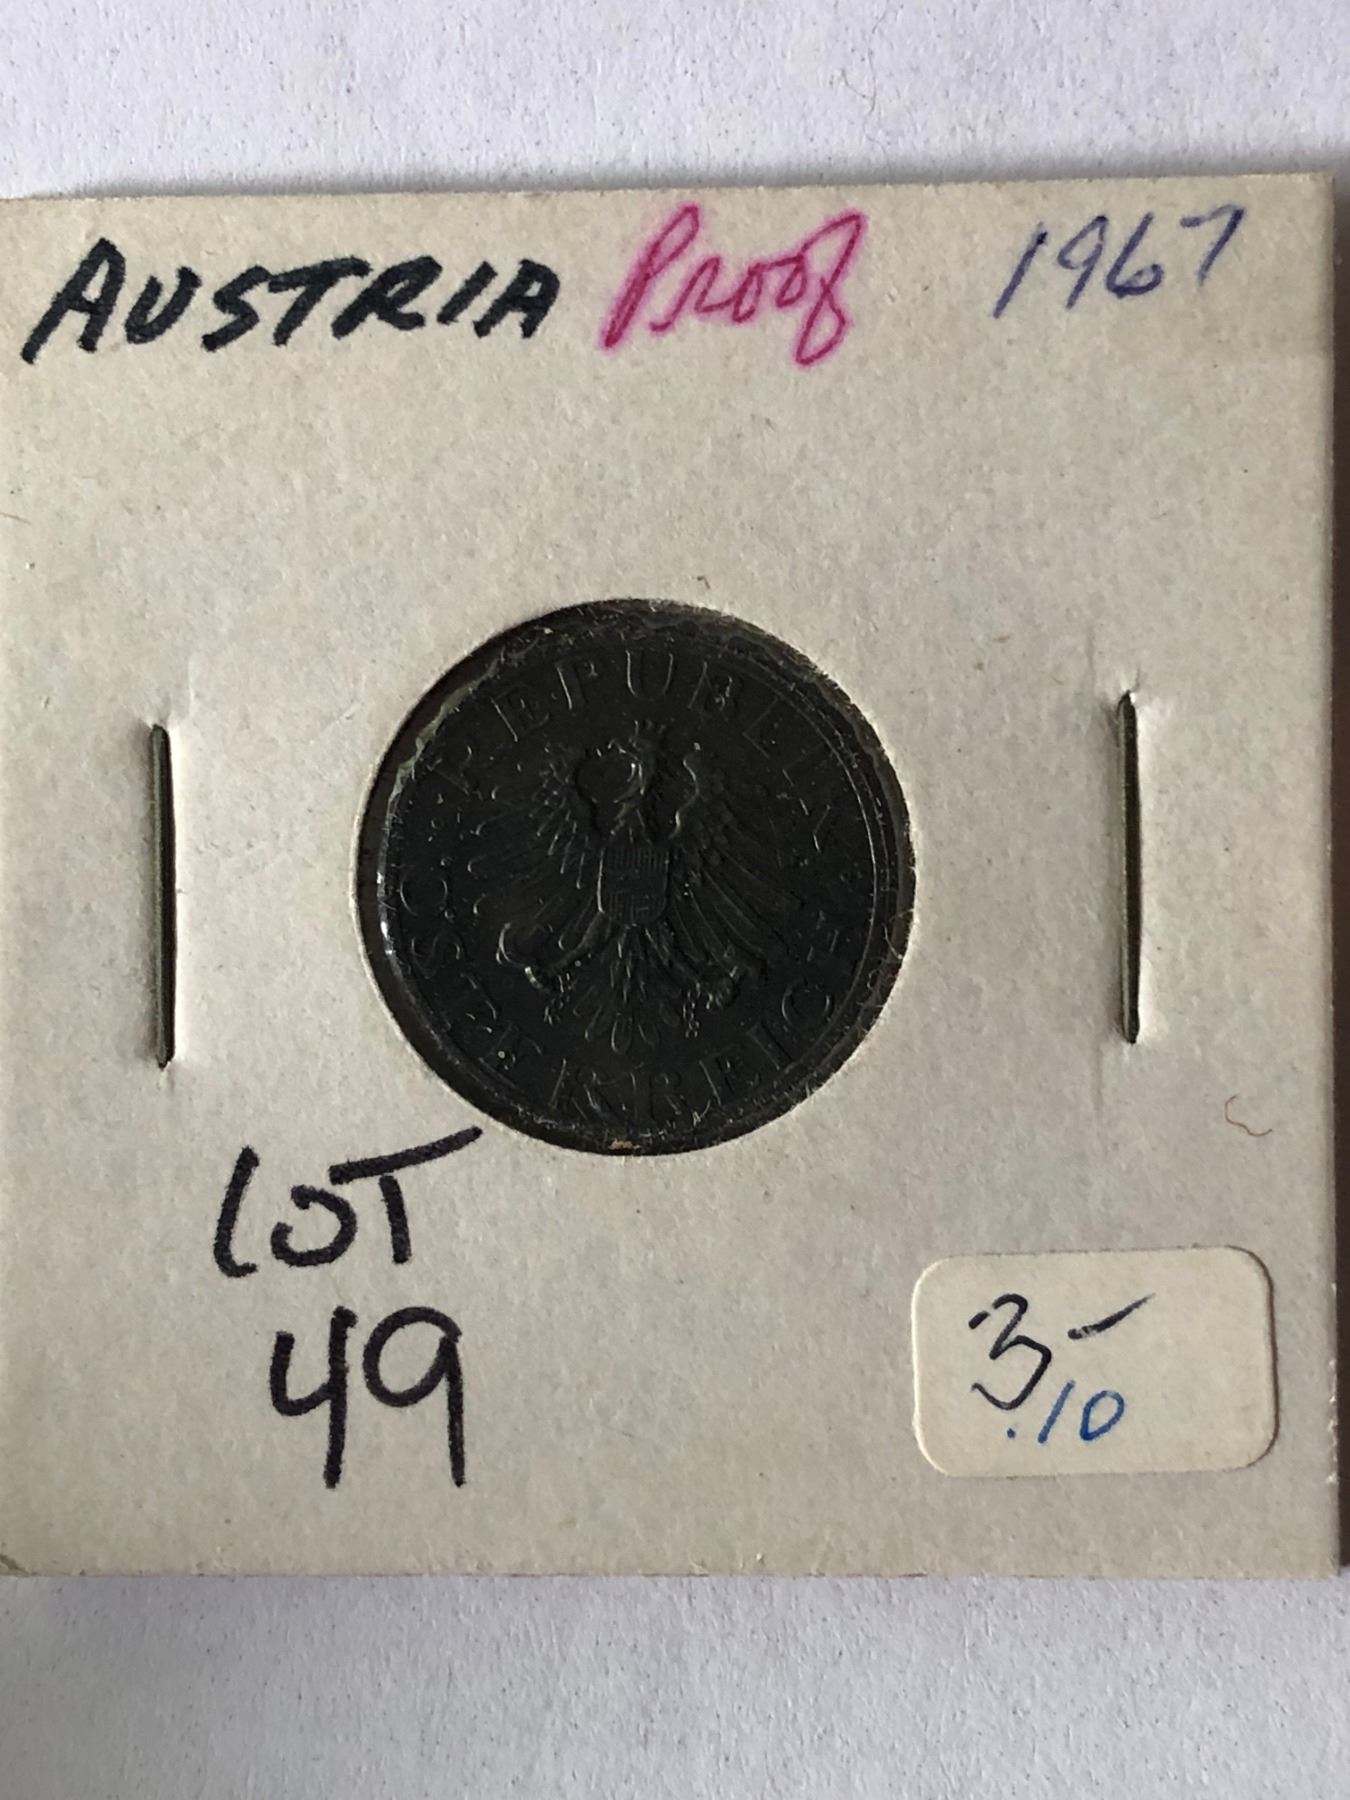 AUSTRIA Proof 1967
REPUBLIK
ÖSTERREICH
LOT
49
3-
.10